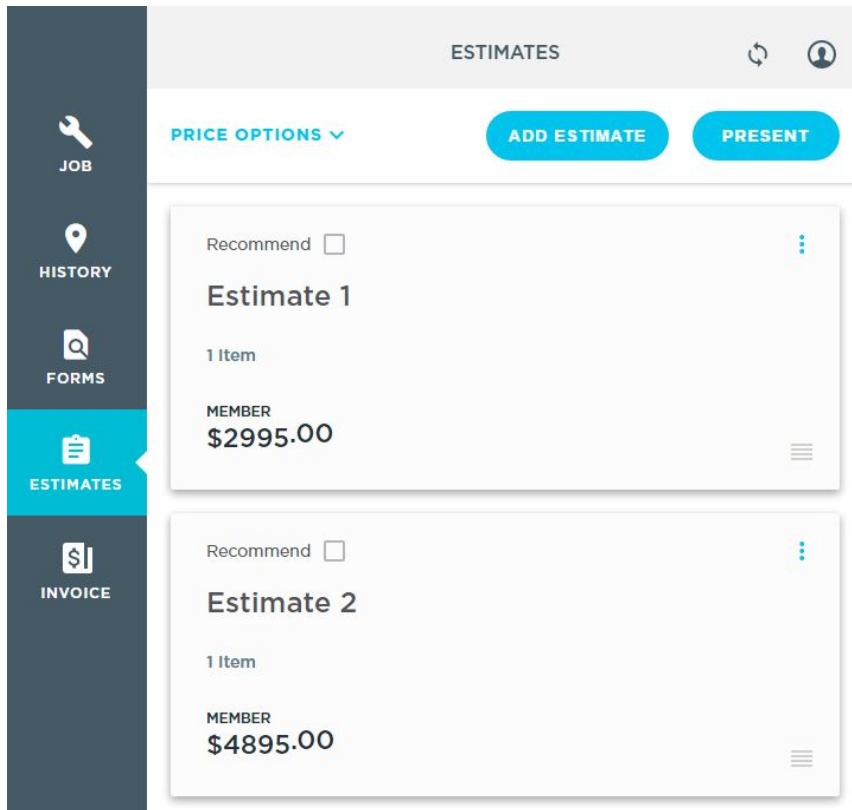 ESTIMATES
JOB
HISTORY
FORMS
ESTIMATES
INVOICE
PRICE OPTIONS
ADD ESTIMATE
PRESENT
Recommend
Estimate 1
1 Item
MEMBER
$2995.00
Recommend
Estimate 2
1 Item
MEMBER
$4895.00